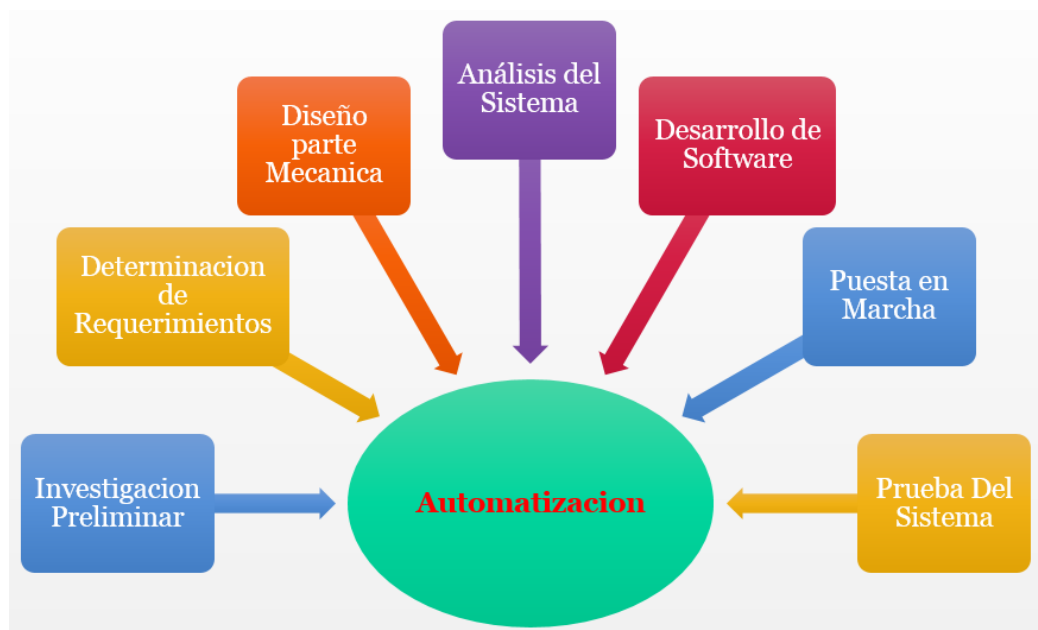 Investigacion
Preliminar
Determinacion
de
Requerimientos
Diseño
parte
Mecanica
Análisis del
Sistema
Desarrollo de
Software
Puesta en
Marcha
Prueba Del
Sistema
Automatizacion